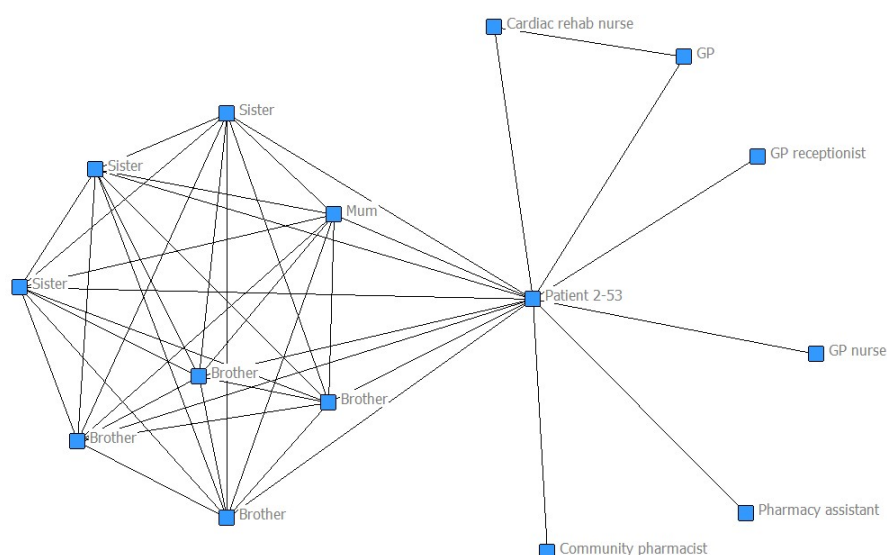 Cardiac rehab nurse
GP
Sister
GP receptionist
Sister
Mum
Sister
Patient 2-53
GP nurse
Brother
Brother
Brother
Pharmacy assistant
Brother
Community pharmacist